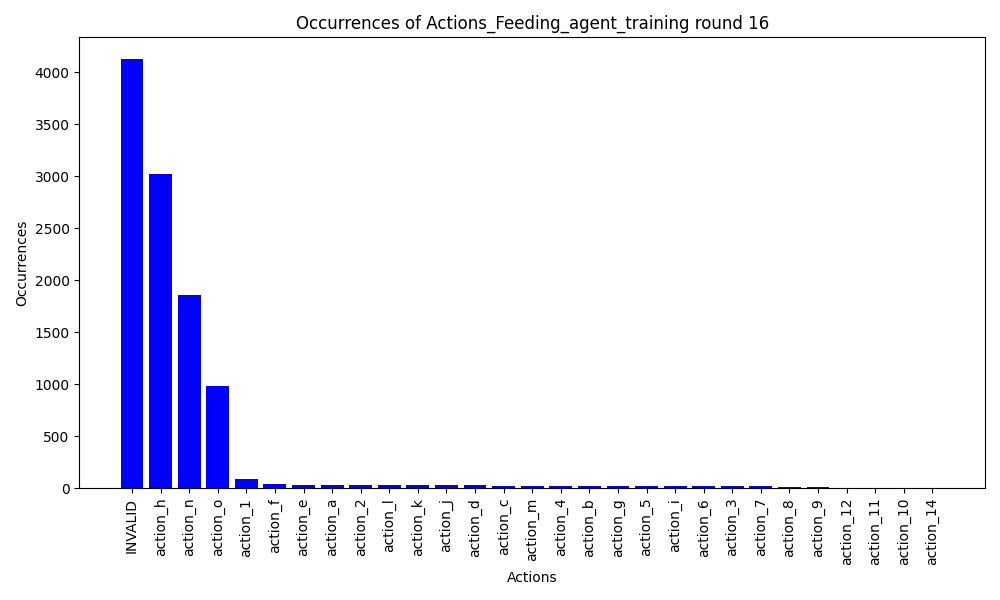 Occurrences of Actions_Feeding_agent_training round 16
4000
3500
3000
2500
2000
1500
1000
500
0
Occurrences
INVALID
action_h
action_n
action_o
action_1
action_f
action_e
action_a
action_2
action_l
action_k
action_j
action_d
action_c
action_m
action_4
action_b
action_g
action_5
action_i
action_6
action_3
action_7
action_8
action_9
action_12
action_11
action_10
action_14
Actions